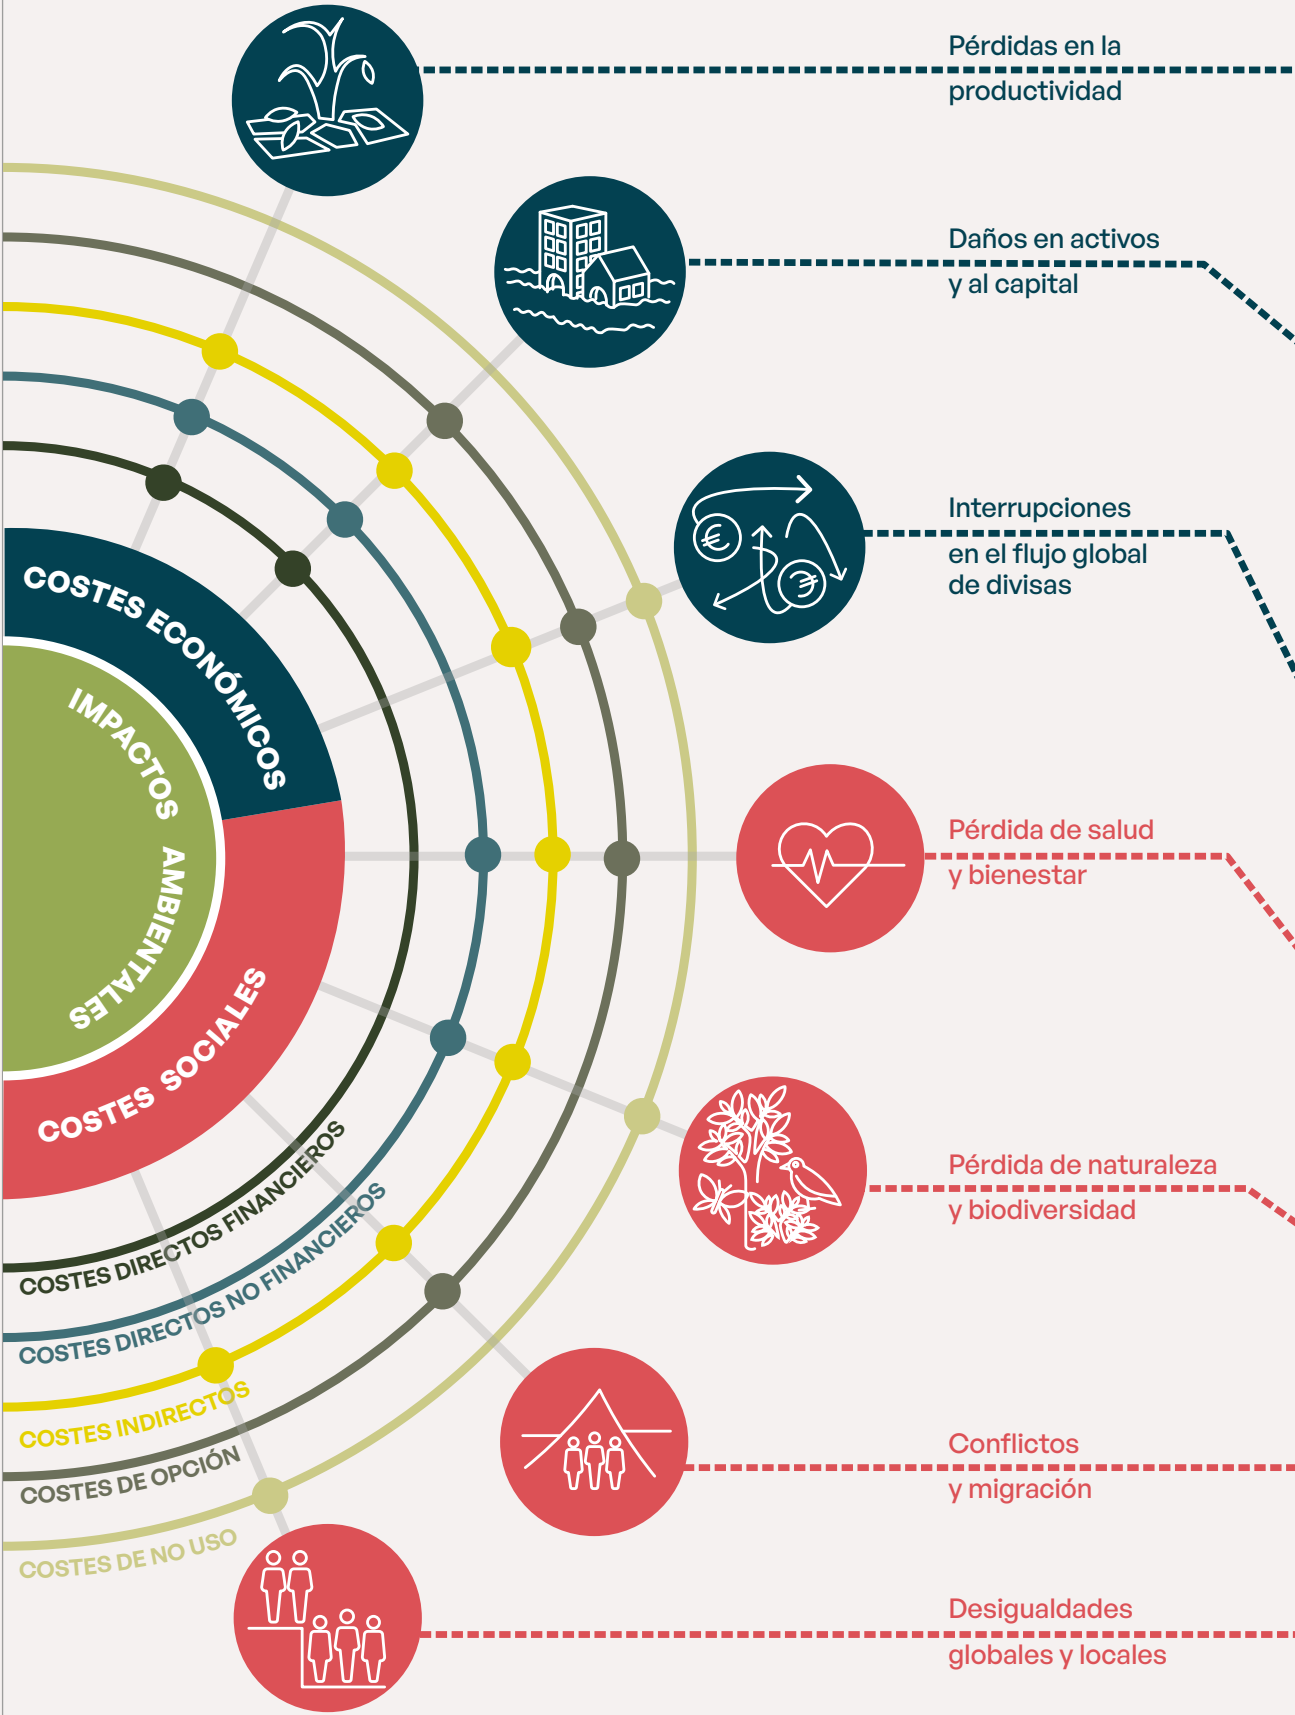 Pérdidas en la
productividad
Daños en activos
y al capital
Interrupciones
en el flujo global
de divisas
COSTES ECONÓMICOS
IMPACTOS AMBIENTALES
COSTES SOCIALES
Pérdida de salud
y bienestar
Pérdida de naturaleza
y biodiversidad
COSTES DIRECTOS FINANCIEROS
COSTES DIRECTOS NO FINANCIEROS
COSTES INDIRECTOS
COSTES DE OPCIÓN
COSTES DE NO USO
Conflictos
y migración
Desigualdades
globales y locales